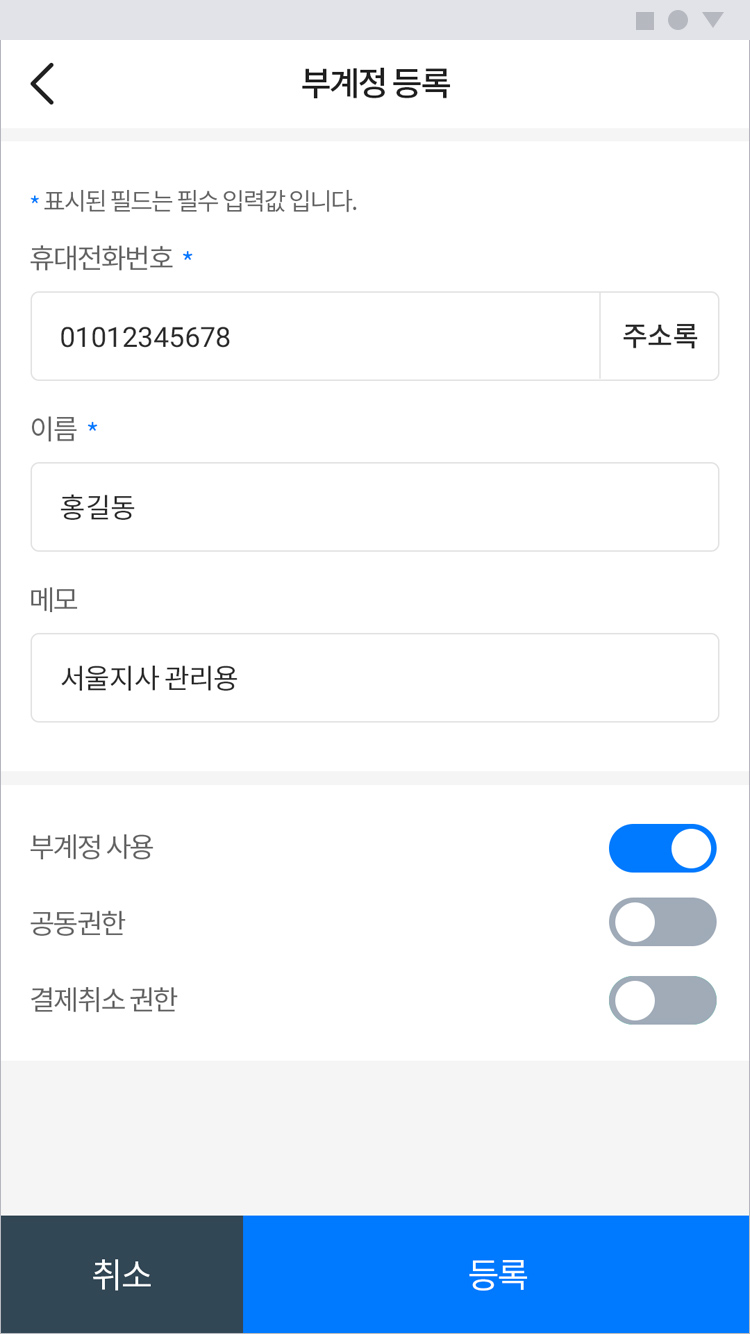 부계정 등록
* 표시된 필드는 필수 입력값 입니다.
휴대전화번호 *
01012345678 주소록
이름 *
홍길동
메모
서울지사 관리용
부계정 사용
공동권한
결제취소 권한
취소 등록